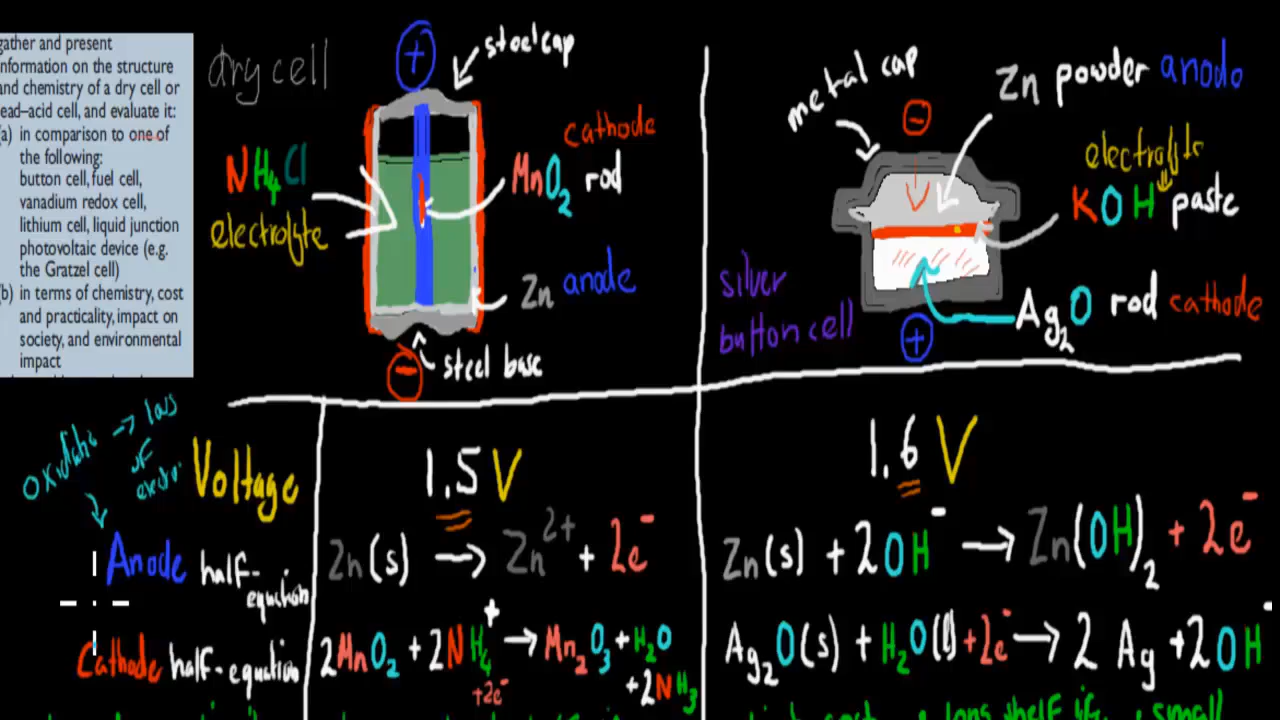 gather and present
information on the structure
and chemistry of a dry cell or
lead–acid cell, and evaluate it:
(a) in comparison to one of
the following:
button cell, fuel cell,
vanadium redox cell,
lithium cell, liquid junction
photovoltaic device (e.g.
the Gratzel cell)
(b) in terms of chemistry, cost
and practicality, impact on
society, and environmental
impact
dry cell
+
steel cap
NH4Cl
electrolyte
cathode
MnO2 rod
Zn anode
−
steel base
metal cap
−
Zn powder anode
electrolyte
KOH paste
silver
button cell
Ag2O rod cathode
+
oxidation → loss
of
Voltage
1.5 V
1.6 V
Anode half-
equation
Zn(s) → Zn2+ + 2e−
Zn(s) + 2OH− → Zn(OH)2 + 2e−
Cathode half-equation
2MnO2 + 2NH4+ → Mn2O3 + H2O
+2e−
+2NH3
Ag2O(s) + H2O(l) +2e− → 2 Ag + 2OH−